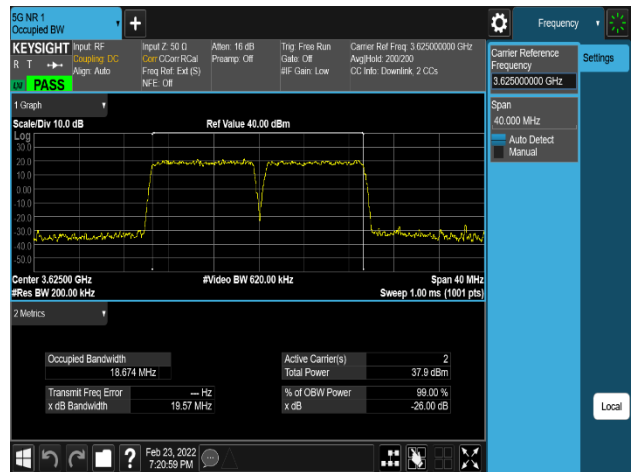 5G NR 1
Occupied BW
Frequency
KEYSIGHT
R T
LXI
PASS
Input: RF
Coupling: DC
Align: Auto
Input Z: 50 Ω
Corr CCorr RCal
Freq Ref: Ext (S)
NFE: Off
Atten: 16 dB
Preamp: Off
Trig: Free Run
Gate: Off
#IF Gain: Low
Carrier Ref Freq: 3.625000000 GHz
Avg|Hold: 200/200
CC Info: Downlink, 2 CCs
Carrier Reference
Frequency
3.625000000 GHz
Settings
Span
40.000 MHz
Auto Detect
Manual
1 Graph
Scale/Div 10.0 dB
Ref Value 40.00 dBm
Log
30.0
20.0
10.0
0.00
-10.0
-20.0
-30.0
-40.0
-50.0
Center 3.62500 GHz
#Video BW 620.00 kHz
Span 40 MHz
#Res BW 200.00 kHz
Sweep 1.00 ms (1001 pts)
2 Metrics
Occupied Bandwidth
18.674 MHz
Active Carrier(s) 2
Total Power 37.9 dBm
Transmit Freq Error --- Hz
x dB Bandwidth 19.57 MHz
% of OBW Power 99.00 %
x dB -26.00 dB
Local
?
Feb 23, 2022
7:20:59 PM